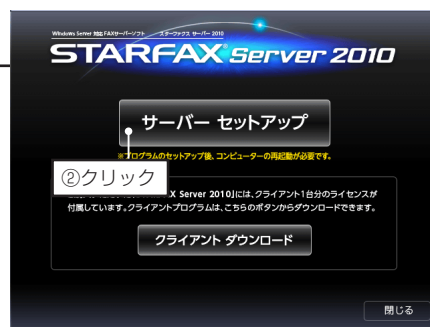 Windows Server 対応 FAXサーバーソフト スターファクス サーバー 2010
STARFAX Server 2010
サーバー セットアップ
※プログラムのセットアップ後、コンピューターの再起動が必要です。
②クリック
X Server 2010」には、クライアント1台分のライセンスが
付属しています。クライアントプログラムは、こちらのボタンからダウンロードできます。
クライアント ダウンロード
閉じる